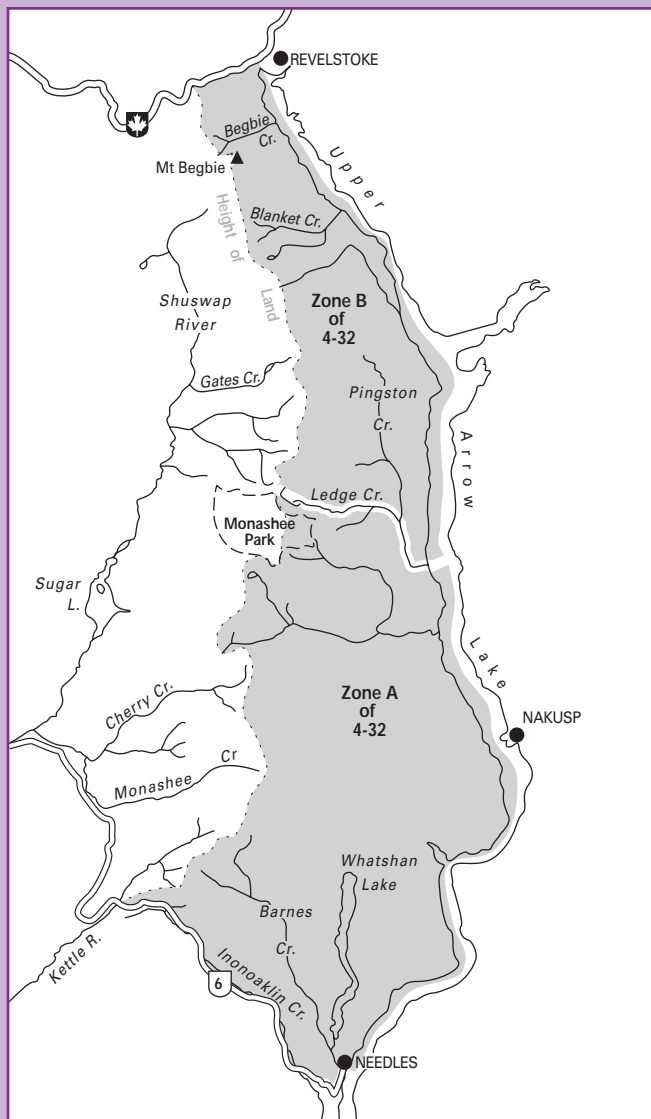 REVELSTOKE
Begbie
Cr.
Mt Begbie
Upper
Height of
Land
Blanket Cr.
Shuswap
River
Zone B
of
4-32
Gates Cr.
Pingston
Cr.
Arrow
Ledge Cr.
Monashee
Park
Sugar
L.
Lake
Zone A
of
4-32
Cherry Cr.
NAKUSP
Monashee Cr
Whatshan
Lake
Barnes
Cr.
Kettle R.
Inonoaklin Cr.
6
NEEDLES